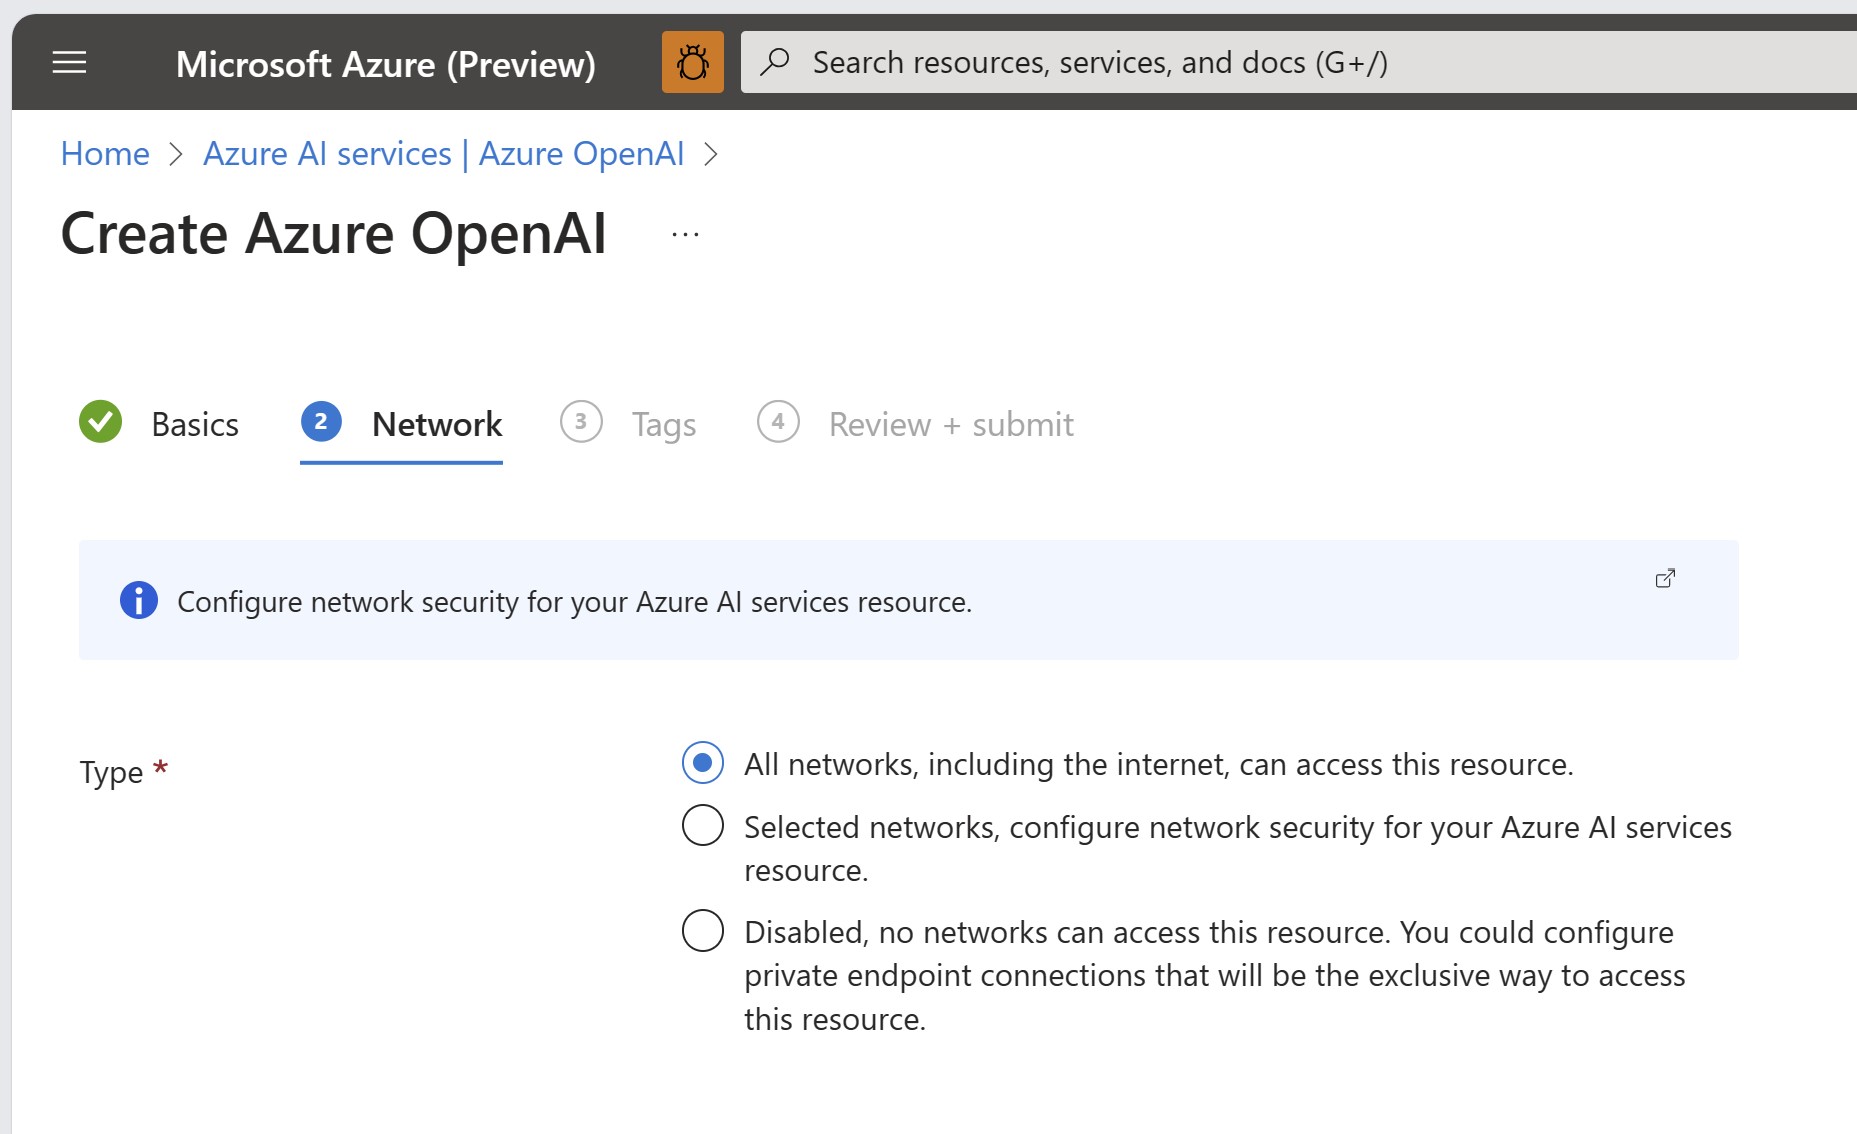 Microsoft Azure (Preview)
Search resources, services, and docs (G+/)
Home > Azure AI services | Azure OpenAI >
Create Azure OpenAI ...
Basics
2 Network
3 Tags
4 Review + submit
Configure network security for your Azure AI services resource.
Type *
All networks, including the internet, can access this resource.
Selected networks, configure network security for your Azure AI services
resource.
Disabled, no networks can access this resource. You could configure
private endpoint connections that will be the exclusive way to access
this resource.